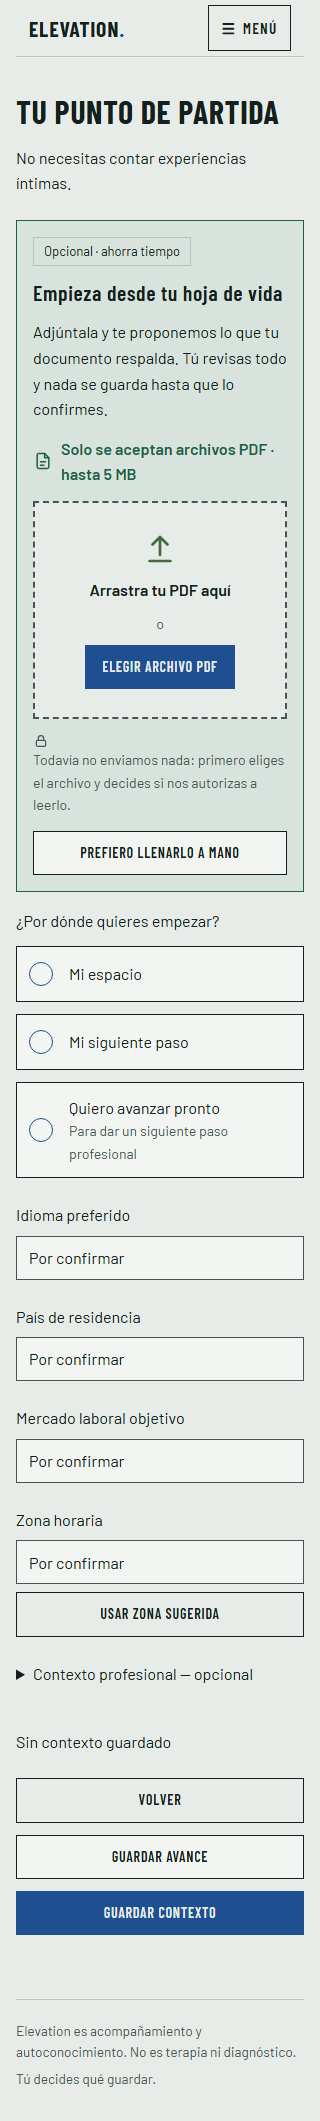 ELEVATION.
☰ MENÚ
TU PUNTO DE PARTIDA
No necesitas contar experiencias
íntimas.
Opcional · ahorra tiempo
Empieza desde tu hoja de vida
Adjúntala y te proponemos lo que tu
documento respalda. Tú revisas todo
y nada se guarda hasta que lo
confirmes.
Solo se aceptan archivos PDF ·
hasta 5 MB
Arrastra tu PDF aquí
o
ELEGIR ARCHIVO PDF
Todavía no enviamos nada: primero eliges
el archivo y decides si nos autorizas a
leerlo.
PREFIERO LLENARLO A MANO
¿Por dónde quieres empezar?
Mi espacio
Mi siguiente paso
Quiero avanzar pronto
Para dar un siguiente paso
profesional
Idioma preferido
Por confirmar
País de residencia
Por confirmar
Mercado laboral objetivo
Por confirmar
Zona horaria
Por confirmar
USAR ZONA SUGERIDA
Contexto profesional — opcional
Sin contexto guardado
VOLVER
GUARDAR AVANCE
GUARDAR CONTEXTO
Elevation es acompañamiento y
autoconocimiento. No es terapia ni diagnóstico.
Tú decides qué guardar.